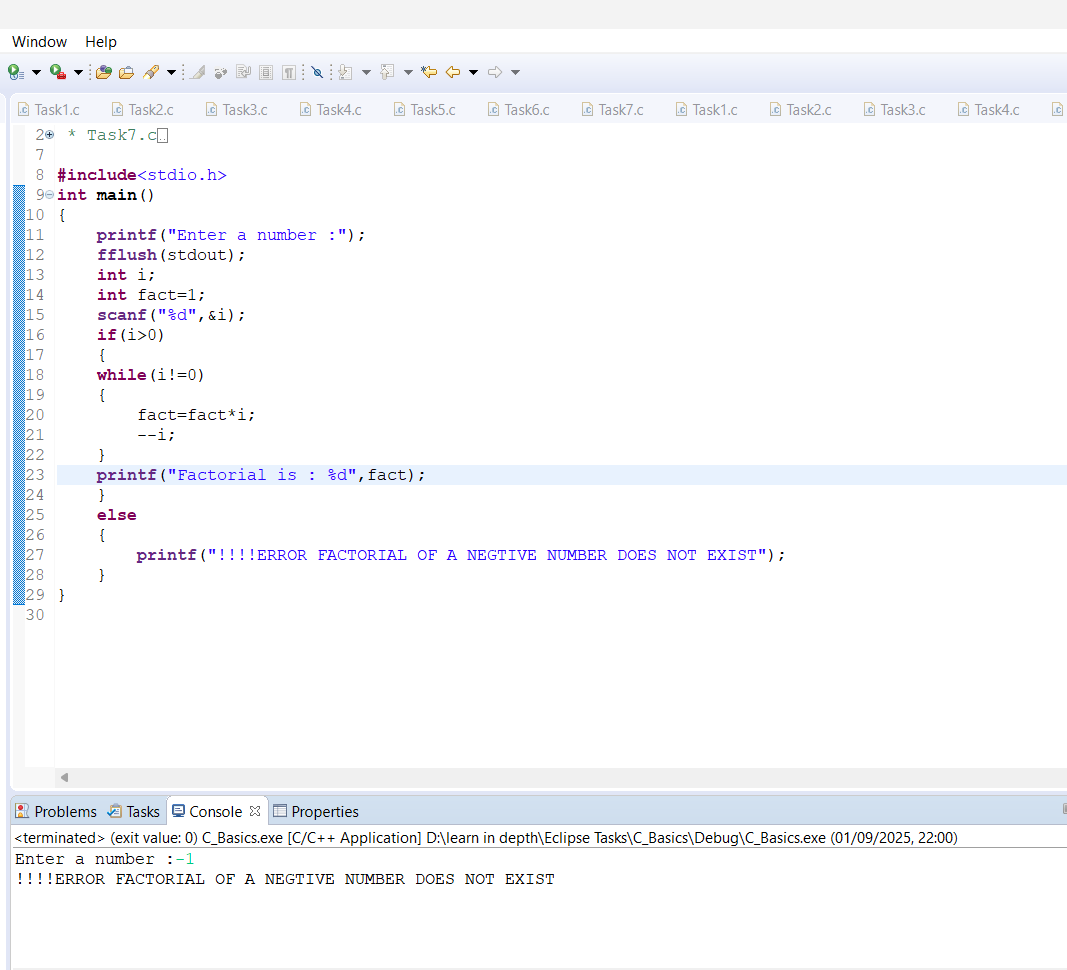 Window Help
Task1.c Task2.c Task3.c Task4.c Task5.c Task6.c Task7.c Task1.c Task2.c Task3.c Task4.c
2 * Task7.c
7
8 #include<stdio.h>
9 int main()
10 {
11     printf("Enter a number :");
12     fflush(stdout);
13     int i;
14     int fact=1;
15     scanf("%d",&i);
16     if(i>0)
17     {
18     while(i!=0)
19     {
20         fact=fact*i;
21         --i;
22     }
23     printf("Factorial is : %d",fact);
24     }
25     else
26     {
27         printf("!!!!ERROR FACTORIAL OF A NEGTIVE NUMBER DOES NOT EXIST");
28     }
29 }
30
Problems Tasks Console Properties
<terminated> (exit value: 0) C_Basics.exe [C/C++ Application] D:\learn in depth\Eclipse Tasks\C_Basics\Debug\C_Basics.exe (01/09/2025, 22:00)
Enter a number :-1
!!!!ERROR FACTORIAL OF A NEGTIVE NUMBER DOES NOT EXIST